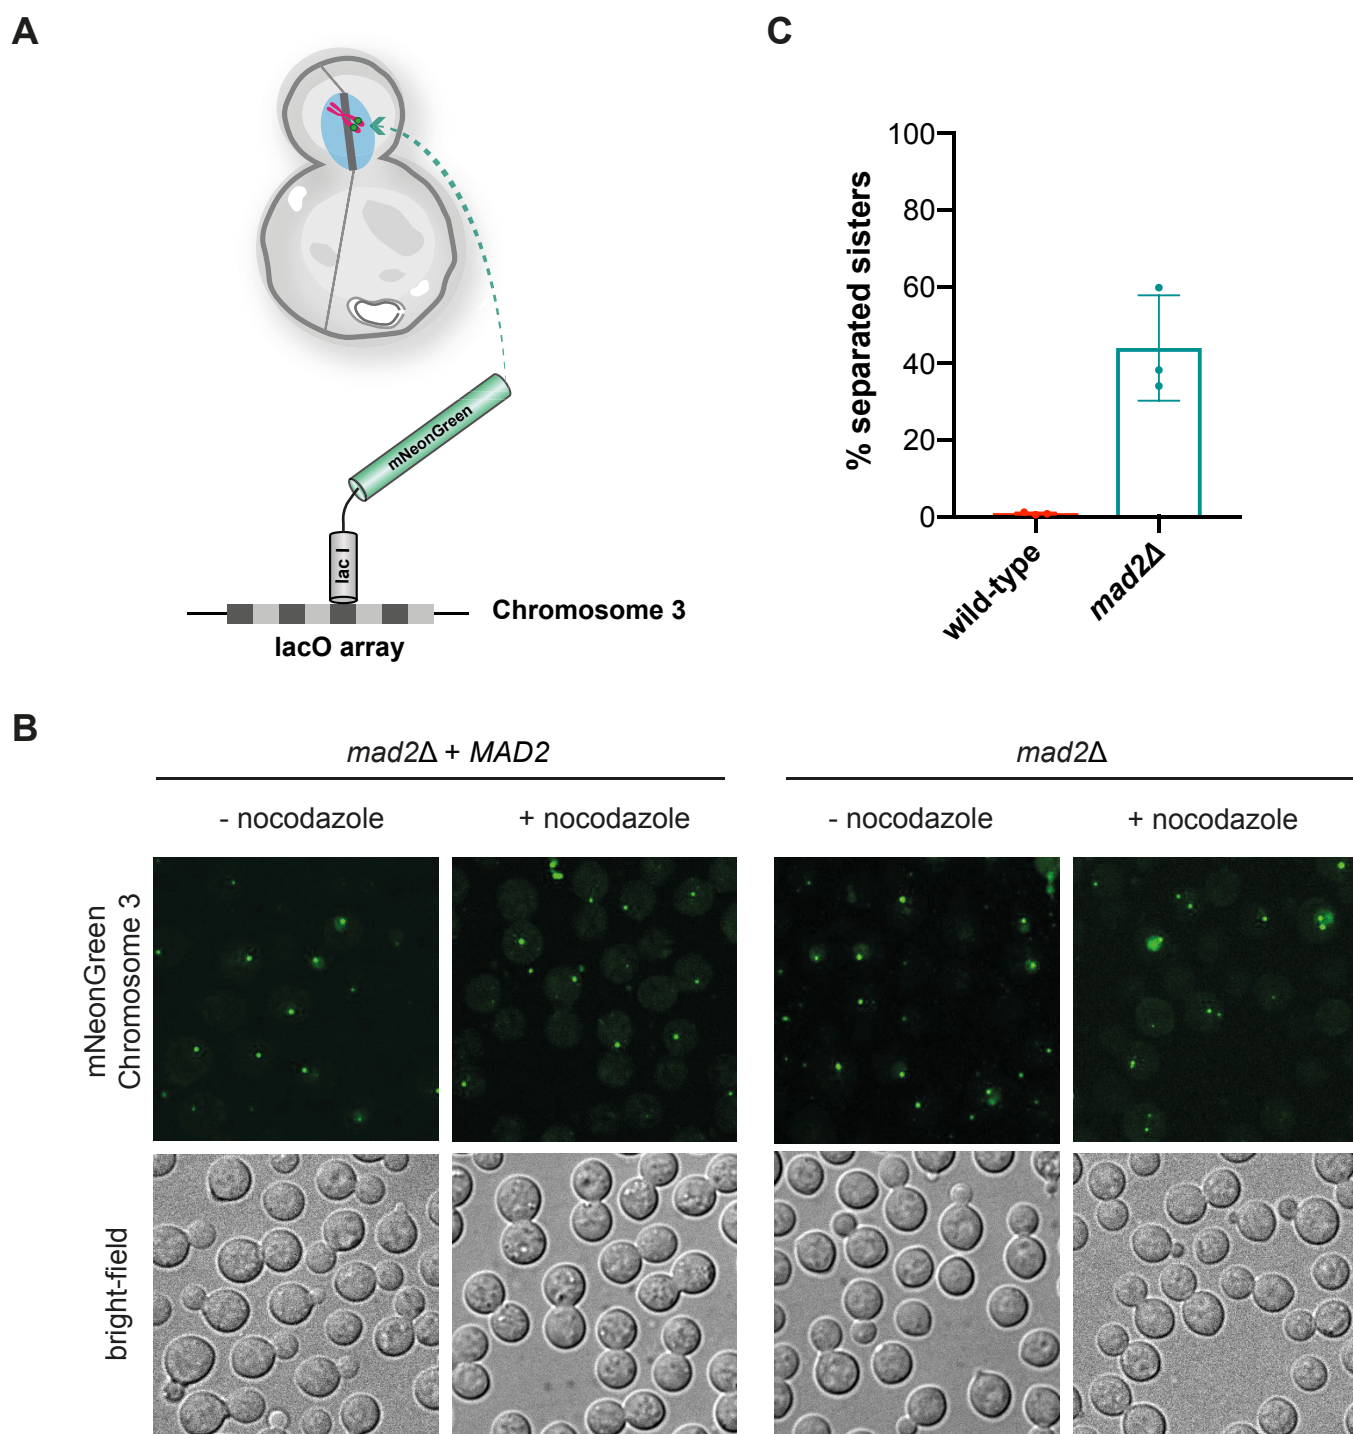 A
mNeonGreen
lac I
Chromosome 3
lacO array
C
% separated sisters
100
80
60
40
20
0
wild-type
mad2Δ
B
mad2Δ + MAD2
mad2Δ
- nocodazole
+ nocodazole
- nocodazole
+ nocodazole
mNeonGreen
Chromosome 3
bright-field